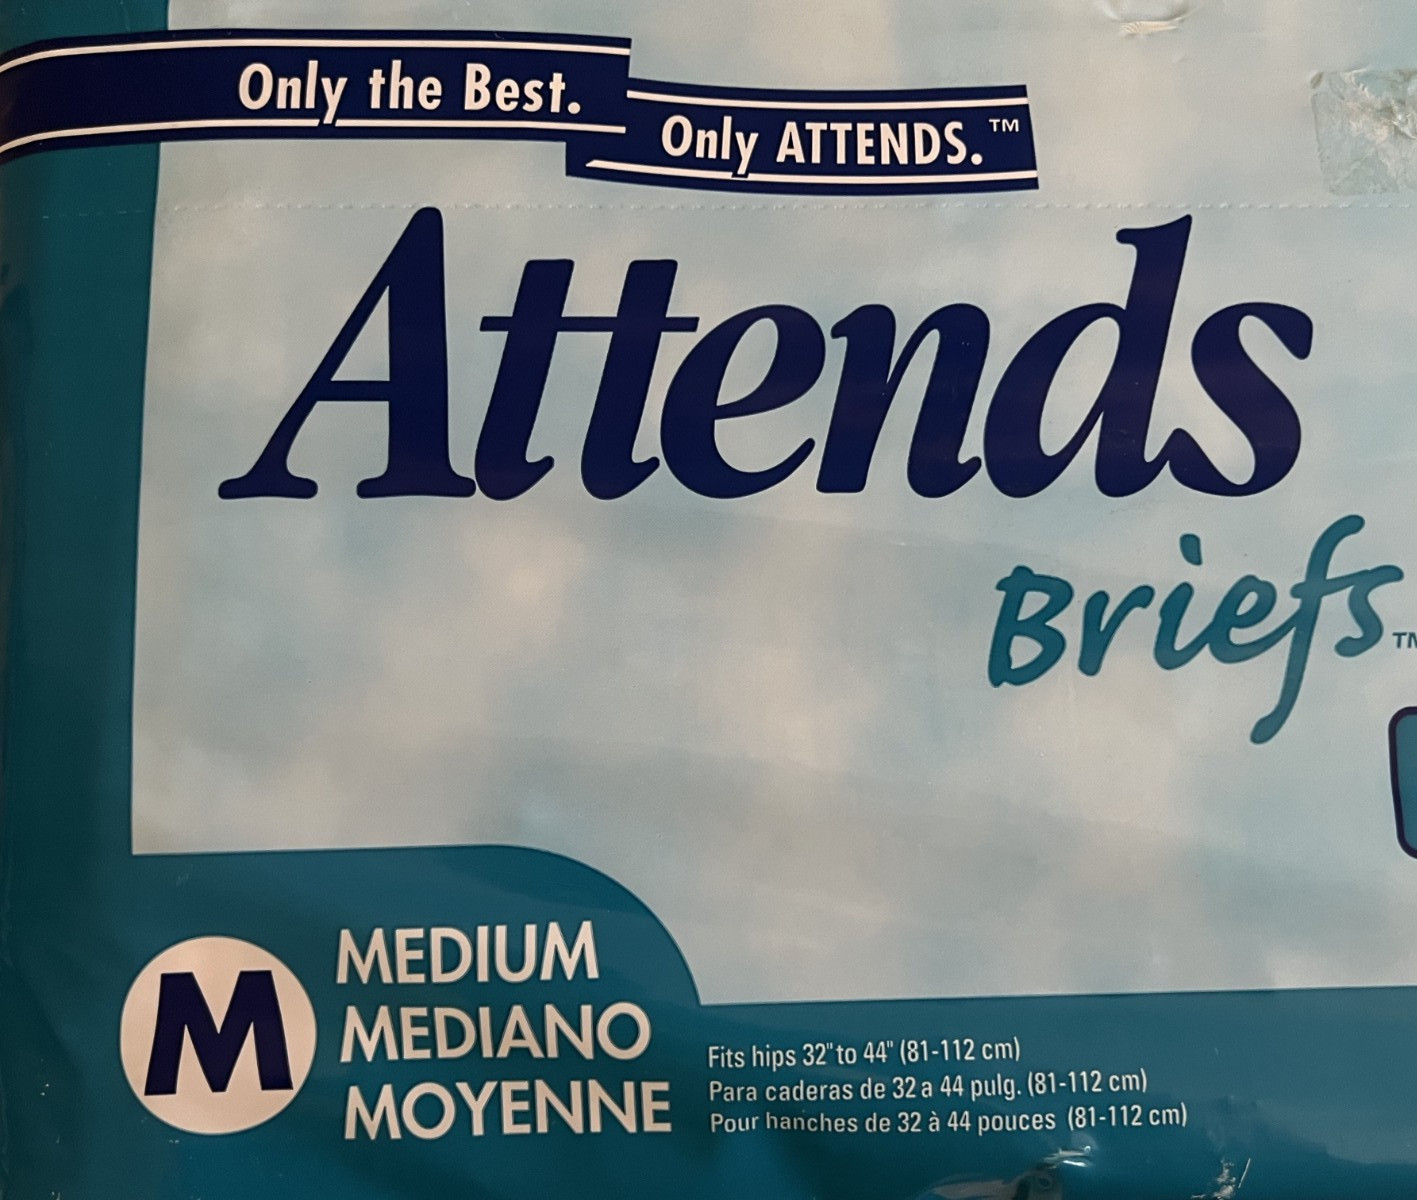 Only the Best.
Only ATTENDS.™
Attends
Briefs™
M
MEDIUM
MEDIANO
MOYENNE
Fits hips 32" to 44" (81-112 cm)
Para caderas de 32 a 44 pulg. (81-112 cm)
Pour hanches de 32 à 44 pouces (81-112 cm)